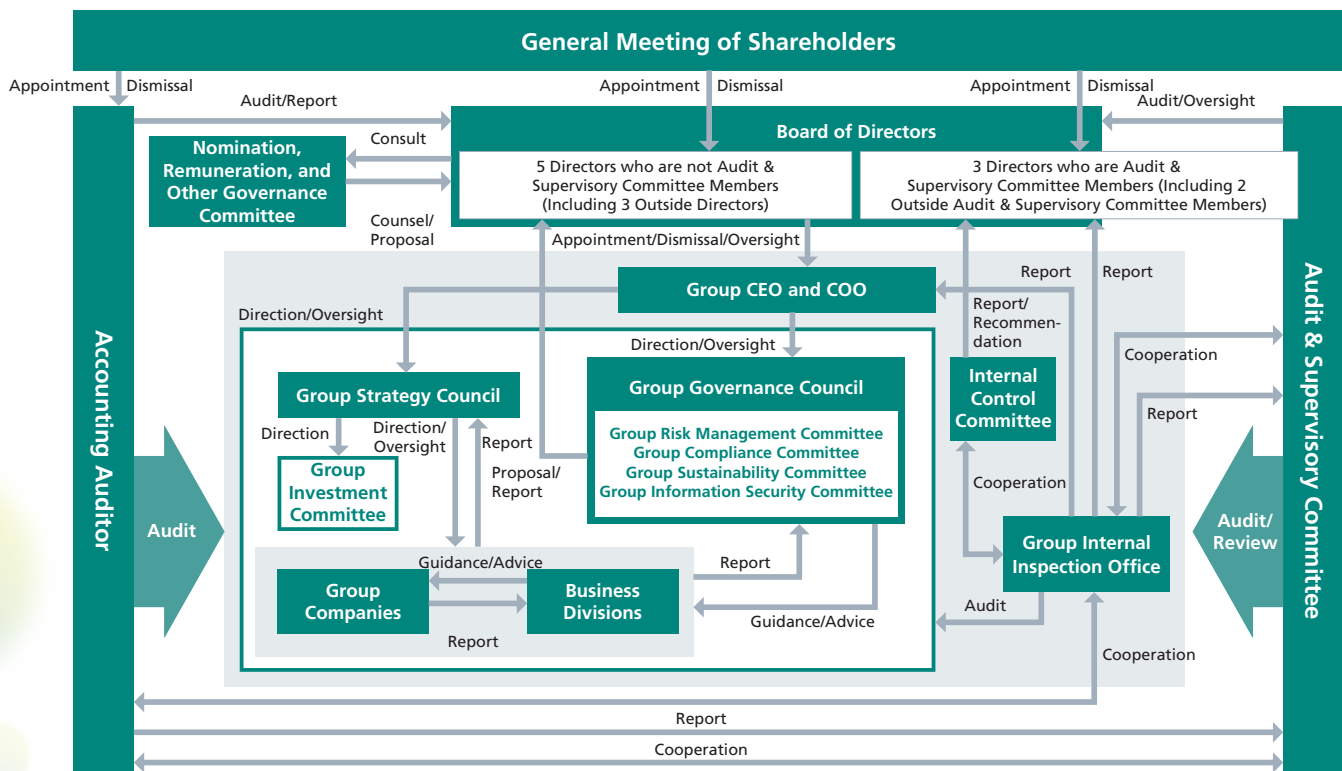 General Meeting of Shareholders
Appointment
Dismissal
Appointment
Dismissal
Appointment
Dismissal
Audit/Report
Audit/Oversight
Board of Directors
Consult
Nomination,
Remuneration, and
Other Governance
Committee
5 Directors who are not Audit &
Supervisory Committee Members
(Including 3 Outside Directors)
3 Directors who are Audit &
Supervisory Committee Members (Including 2
Outside Audit & Supervisory Committee Members)
Counsel/
Proposal
Appointment/Dismissal/Oversight
Group CEO and COO
Report
Report
Report/
Recommen-
dation
Direction/Oversight
Direction/Oversight
Cooperation
Accounting Auditor
Audit & Supervisory Committee
Group Strategy Council
Group Governance Council
Internal
Control
Committee
Report
Direction
Direction/
Oversight
Report
Group Risk Management Committee
Group Compliance Committee
Group Sustainability Committee
Group Information Security Committee
Group
Investment
Committee
Proposal/
Report
Cooperation
Audit
Audit/
Review
Group Internal
Inspection Office
Guidance/Advice
Report
Group
Companies
Business
Divisions
Report
Guidance/Advice
Audit
Cooperation
Report
Cooperation